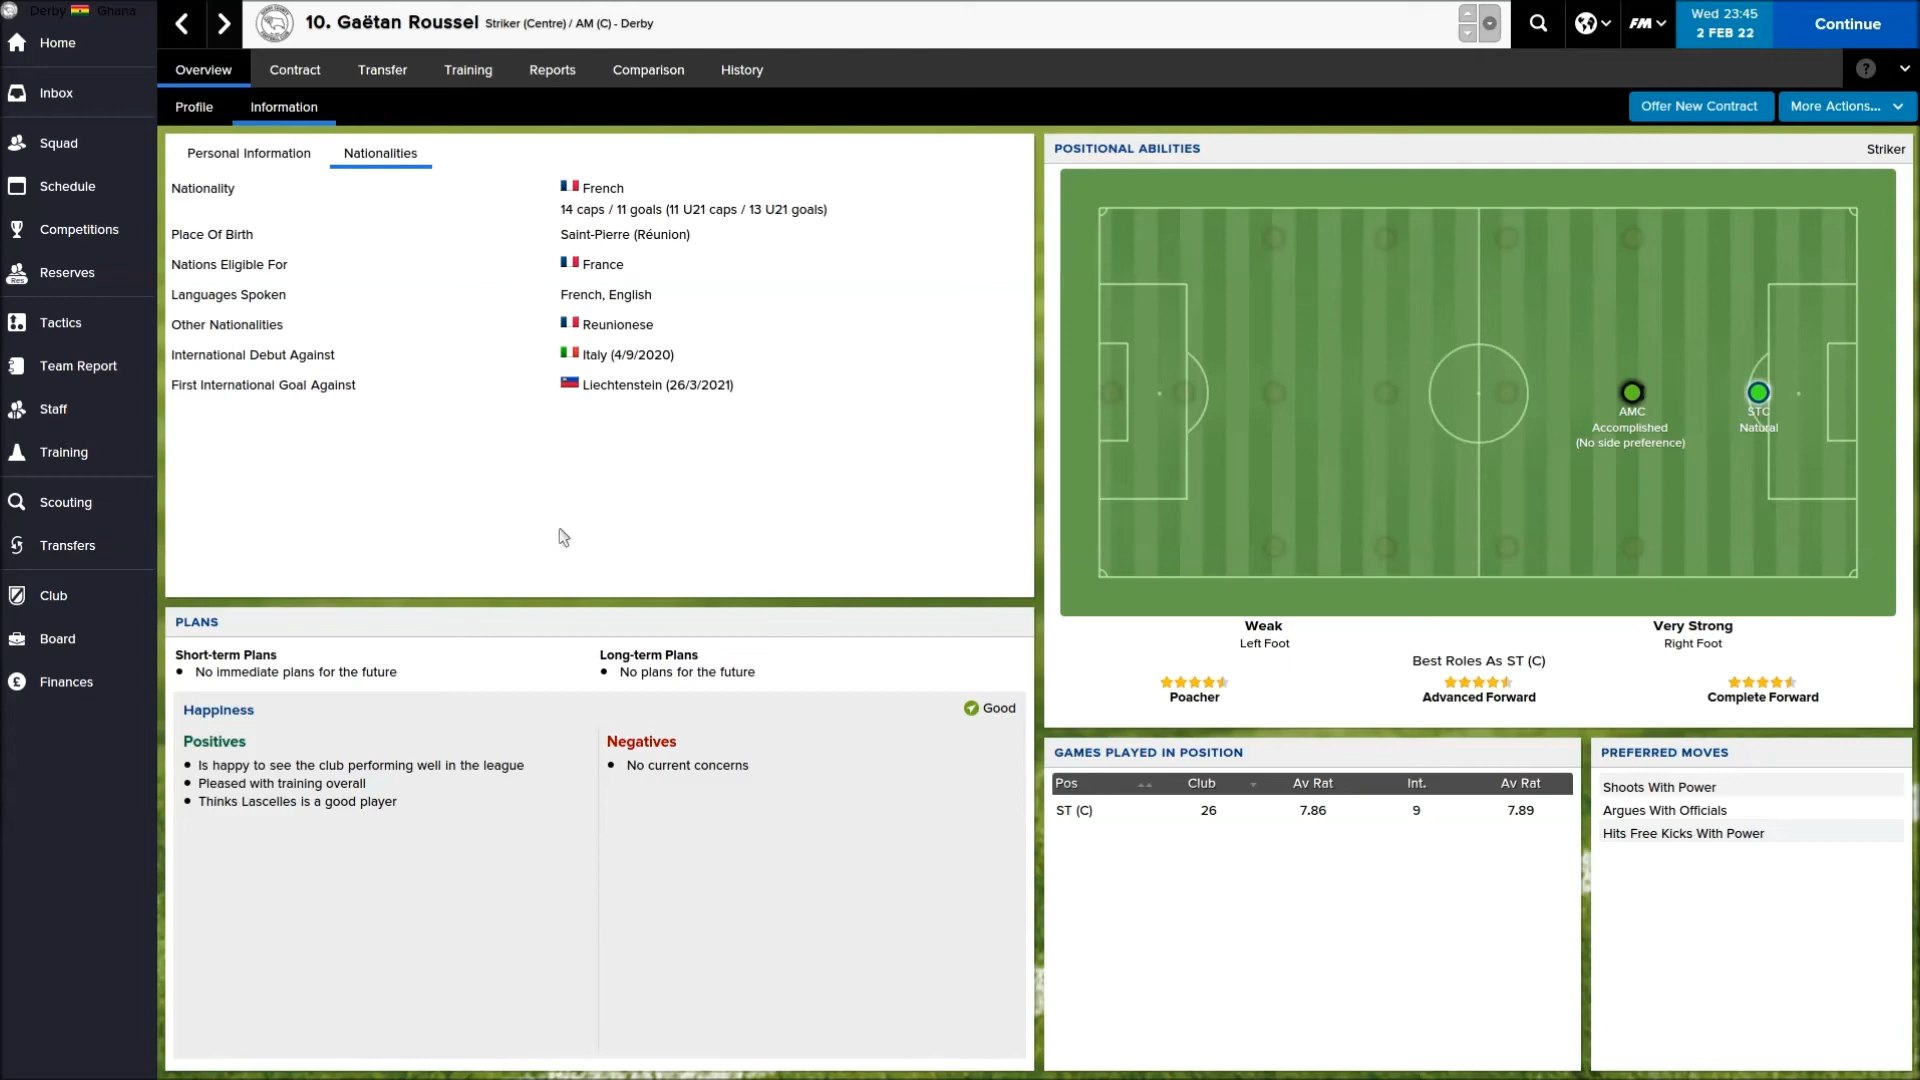 Derby Ghana
Home
Inbox
Squad
Schedule
Competitions
Reserves
Res
Tactics
Team Report
Staff
Training
Scouting
Transfers
Club
Board
Finances
10. Gaëtan Roussel Striker (Centre) / AM (C) - Derby
FM
Wed 23:45
2 FEB 22
Continue
Overview Contract Transfer Training Reports Comparison History
?
Profile Information
Offer New Contract More Actions...
Personal Information Nationalities
Nationality French
14 caps / 11 goals (11 U21 caps / 13 U21 goals)
Place Of Birth Saint-Pierre (Réunion)
Nations Eligible For France
Languages Spoken French, English
Other Nationalities Reunionese
International Debut Against Italy (4/9/2020)
First International Goal Against Liechtenstein (26/3/2021)
PLANS
Short-term Plans Long-term Plans
No immediate plans for the future No plans for the future
Happiness Good
Positives Negatives
Is happy to see the club performing well in the league No current concerns
Pleased with training overall
Thinks Lascelles is a good player
POSITIONAL ABILITIES Striker
AMC STC
Accomplished Natural
(No side preference)
Weak Very Strong
Left Foot Right Foot
Best Roles As ST (C)
Poacher Advanced Forward Complete Forward
GAMES PLAYED IN POSITION
Pos Club Av Rat Int. Av Rat
ST (C) 26 7.86 9 7.89
PREFERRED MOVES
Shoots With Power
Argues With Officials
Hits Free Kicks With Power